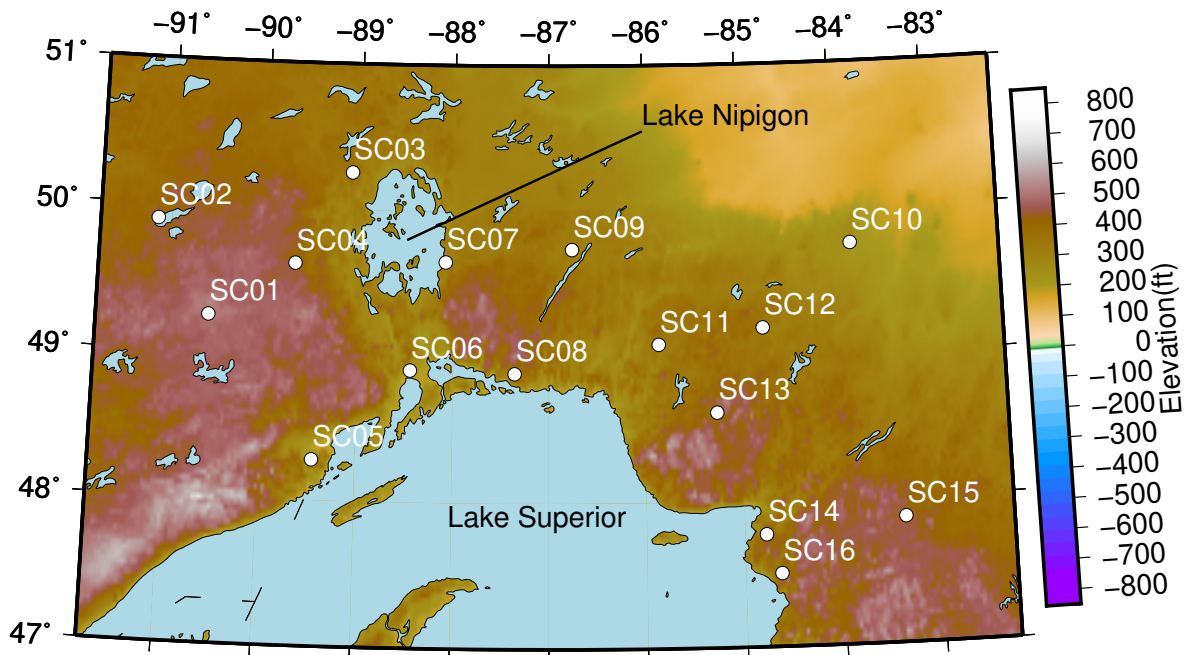 −91° −90° −89° −88° −87° −86° −85° −84° −83°
51°
50°
49°
48°
47°
Lake Nipigon
SC03
SC02
SC04
SC07
SC09
SC10
SC01
SC12
SC11
SC06
SC08
SC13
SC05
SC15
SC14
Lake Superior
SC16
800
700
600
500
400
300
200
100
0
−100
−200
−300
−400
−500
−600
−700
−800
Elevation(ft)